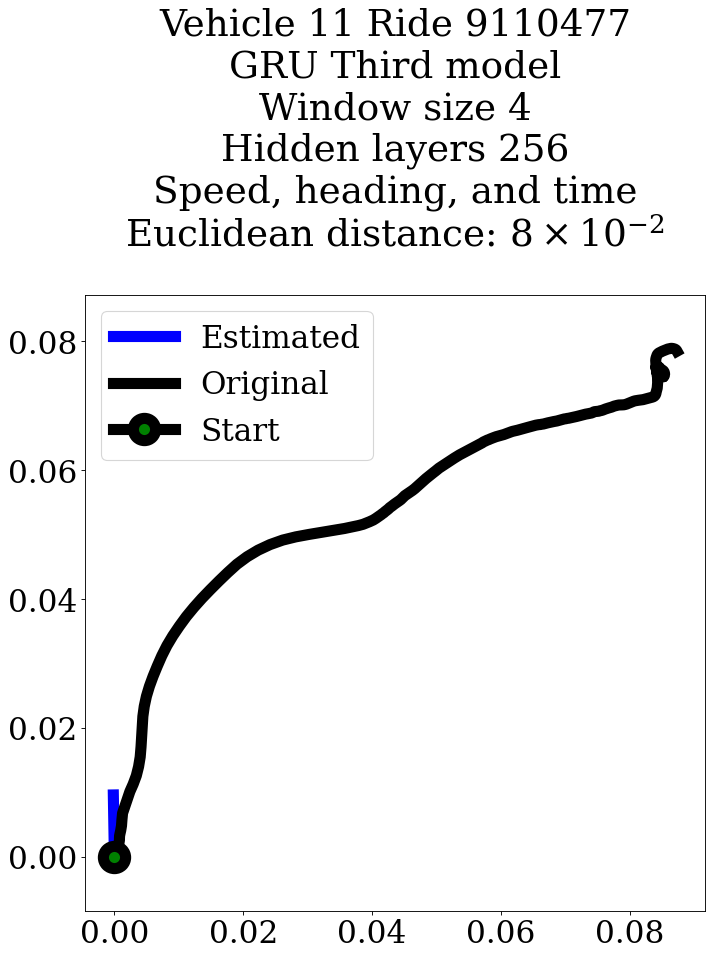 Vehicle 11 Ride 9110477
GRU Third model
Window size 4
Hidden layers 256
Speed, heading, and time
Euclidean distance: 8 × 10⁻²
Estimated
Original
Start
0.08
0.06
0.04
0.02
0.00
0.00 0.02 0.04 0.06 0.08